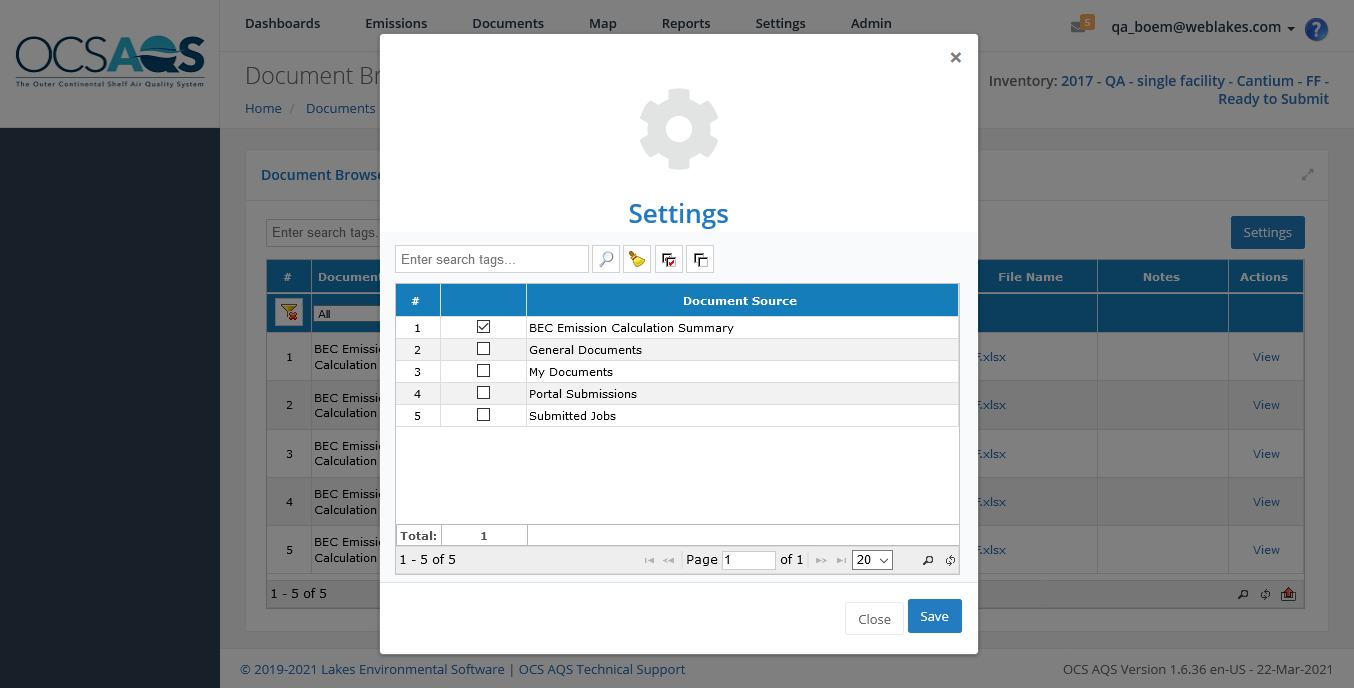 OCSAQS
The Outer Continental Shelf Air Quality System
Dashboards Emissions Documents Map Reports Settings Admin
5 qa_boem@weblakes.com ?
Document Br
Home / Documents
Inventory: 2017 - QA - single facility - Cantium - FF -
Ready to Submit
×
Settings
Document Browse
Enter search tags.
Settings
Enter search tags...
# Document File Name Notes Actions
All
# Document Source
1 BEC Emission Calculation Summary
2 General Documents
3 My Documents
4 Portal Submissions
5 Submitted Jobs
Total: 1
1 - 5 of 5 Page 1 of 1 20
Close Save
1 BEC Emissi
Calculation
F.xlsx View
2 BEC Emissi
Calculation
F.xlsx View
3 BEC Emissi
Calculation
F.xlsx View
4 BEC Emissi
Calculation
F.xlsx View
5 BEC Emissi
Calculation
F.xlsx View
1 - 5 of 5
© 2019-2021 Lakes Environmental Software | OCS AQS Technical Support
OCS AQS Version 1.6.36 en-US - 22-Mar-2021